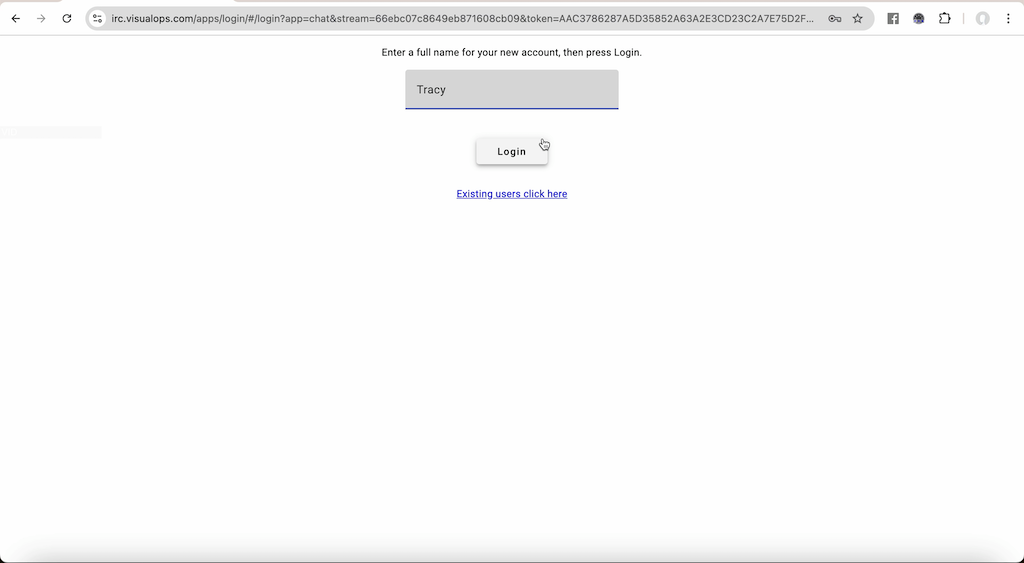 irc.visualops.com/apps/login/#/login?app=chat&stream=66ebc07c8649eb871608cb09&token=AAC3786287A5D35852A63A2E3CD23C2A7E75D2F...
Enter a full name for your new account, then press Login.
Tracy
Login
Existing users click here